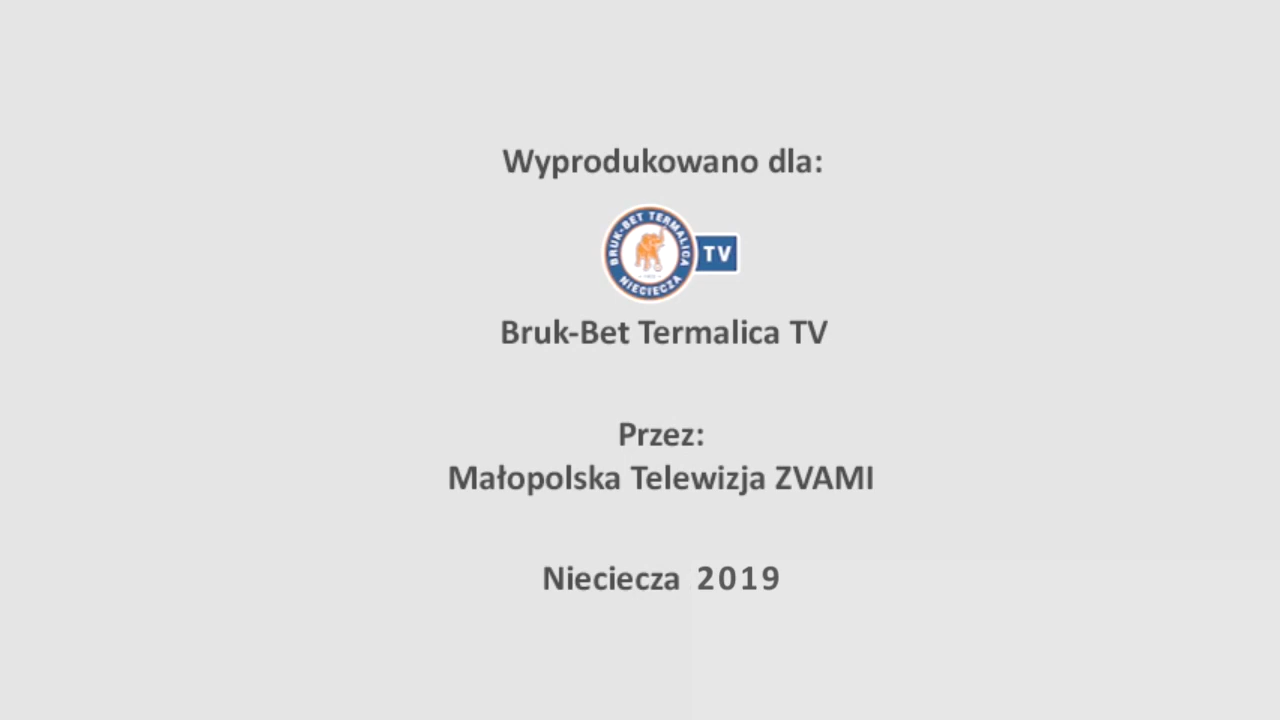 Wyprodukowano dla:
BRUK-BET TERMALICA
NIECIECZA
TV
Bruk-Bet Termalica TV
Przez:
Małopolska Telewizja ZVAMI
Nieciecza 2019